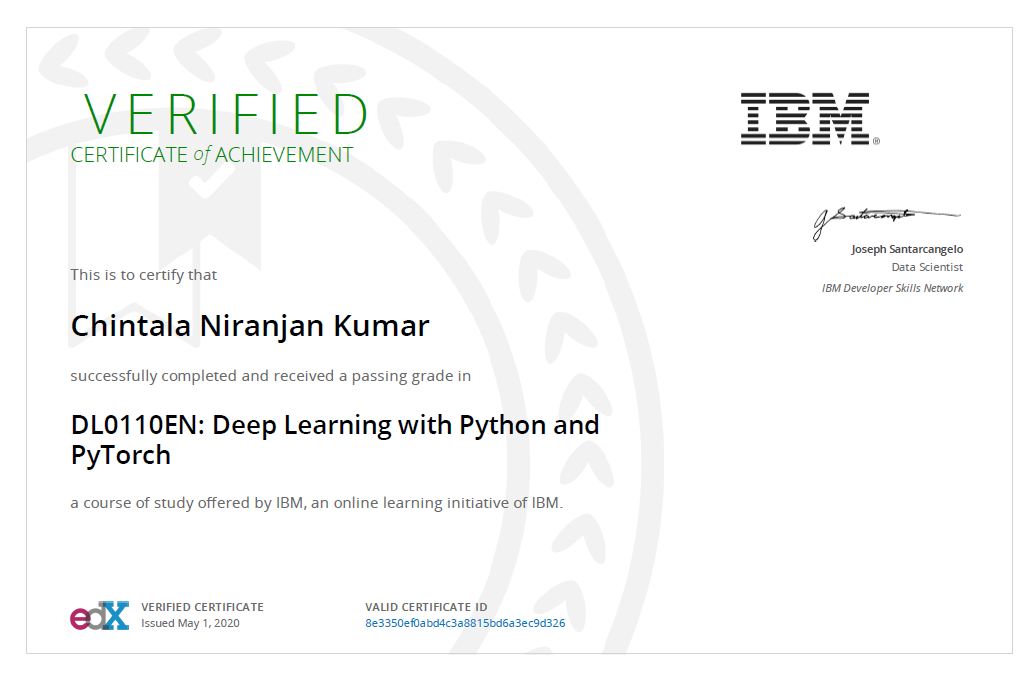 VERIFIED
CERTIFICATE of ACHIEVEMENT
IBM®
J Santarcangelo
Joseph Santarcangelo
Data Scientist
IBM Developer Skills Network
This is to certify that
Chintala Niranjan Kumar
successfully completed and received a passing grade in
DL0110EN: Deep Learning with Python and
PyTorch
a course of study offered by IBM, an online learning initiative of IBM.
edX
VERIFIED CERTIFICATE
Issued May 1, 2020
VALID CERTIFICATE ID
8e3350ef0abd4c3a8815bd6a3ec9d326